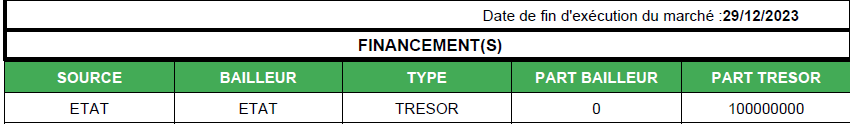 Date de fin d'exécution du marché :29/12/2023
FINANCEMENT(S)
SOURCE BAILLEUR TYPE PART BAILLEUR PART TRESOR
ETAT ETAT TRESOR 0 100000000